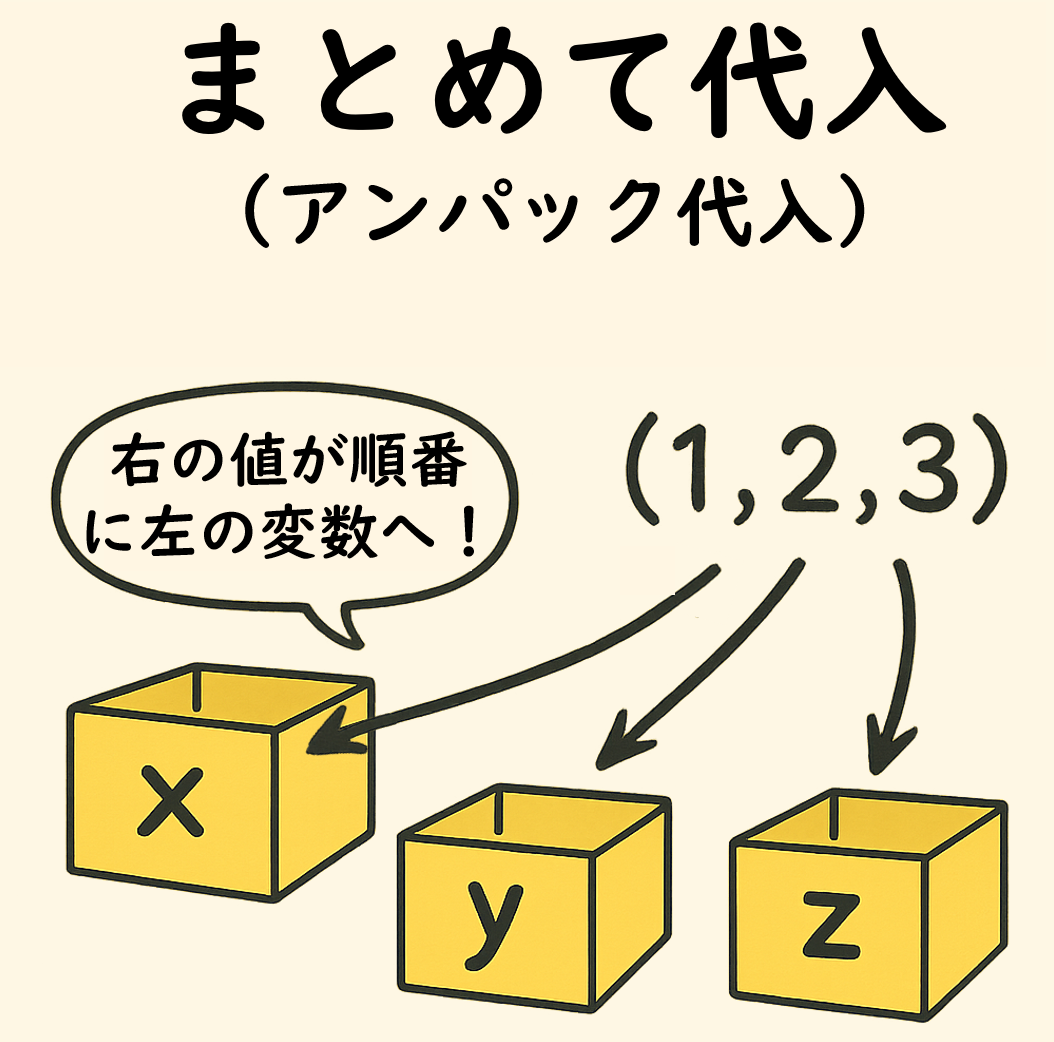 まとめて代入
(アンパック代入)
右の値が順番
に左の変数へ!
(1,2,3)
x
y
z